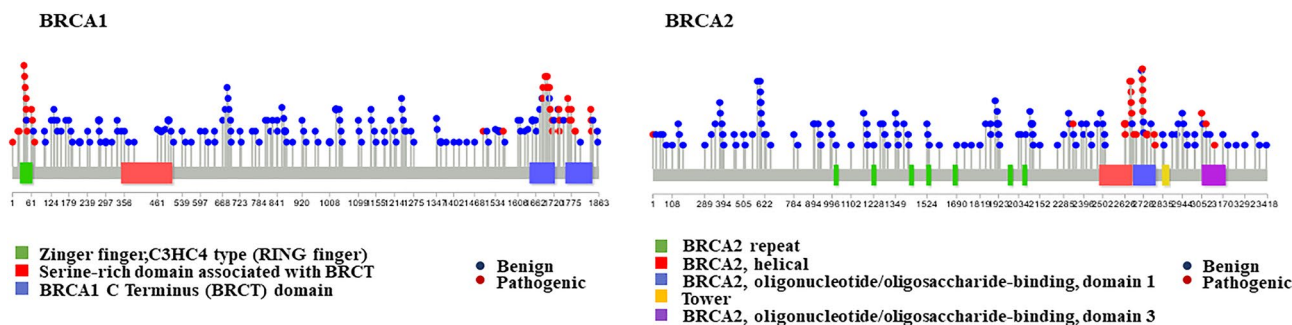 BRCA1
BRCA2
1 61 124 179 239 297 356 461 539 597 668 723 784 841 920 1008 1099 1155 1214 1275 1347 1402 1468 1534 1606 1662 1720 1775 1863
1 108 289 394 506 622 784 894 996 1102 1228 1349 1524 1690 1819 1923 2034 2152 2285 2394 2502 2626 2728 2835 2944 3052 3170 3292 3418
Zinger finger,C3HC4 type (RING finger)
Serine-rich domain associated with BRCT
BRCA1 C Terminus (BRCT) domain
Benign
Pathogenic
BRCA2 repeat
BRCA2, helical
BRCA2, oligonucleotide/oligosaccharide-binding, domain 1
Tower
BRCA2, oligonucleotide/oligosaccharide-binding, domain 3
Benign
Pathogenic